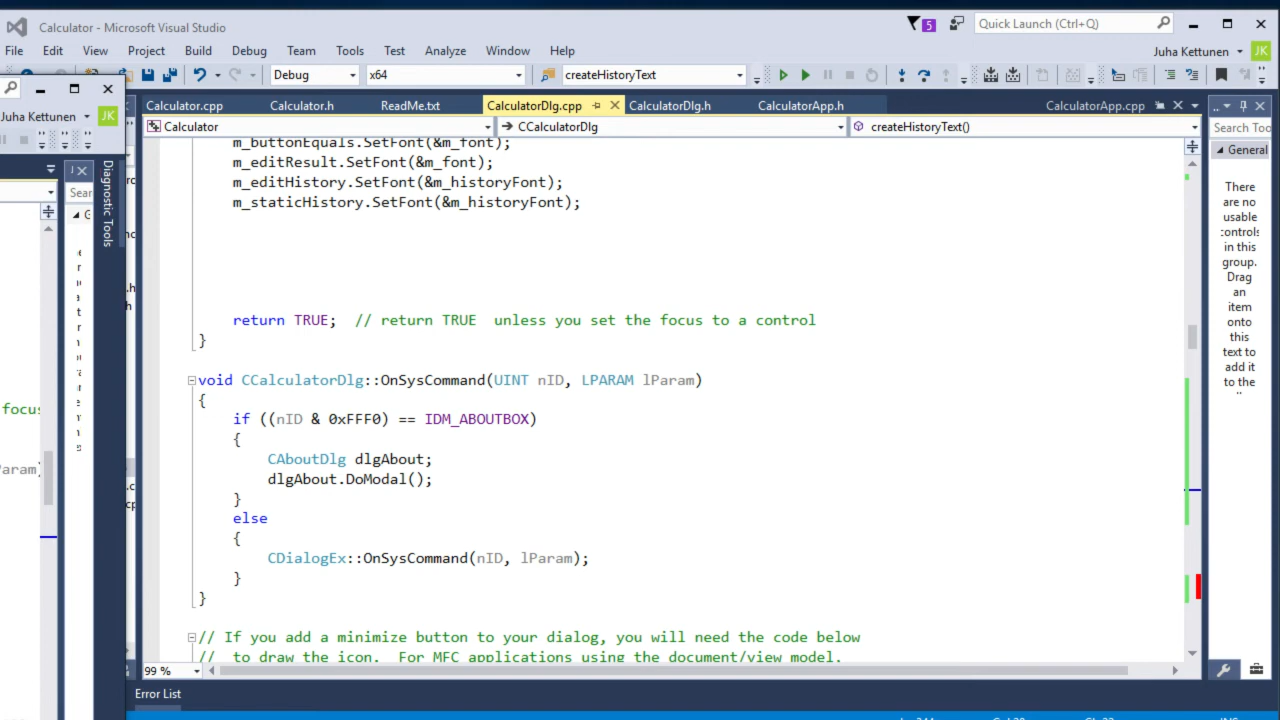 Calculator - Microsoft Visual Studio
5
Quick Launch (Ctrl+Q)
File Edit View Project Build Debug Team Tools Test Analyze Window Help
Juha Kettunen
JK
Debug
x64
createHistoryText
Juha Kettunen
JK
Calculator.cpp
Calculator.h
ReadMe.txt
CalculatorDlg.cpp
CalculatorDlg.h
CalculatorApp.h
CalculatorApp.cpp
Calculator
CCalculatorDlg
createHistoryText()
Search Too
General
There
are no
usable
controls
in this
group.
Drag
an
item
onto
this
text to
add it
to the
Diagnostic Tools
Sear
focus
Param)
m_buttonEquals.SetFont(&m_font);
m_editResult.SetFont(&m_font);
m_editHistory.SetFont(&m_historyFont);
m_staticHistory.SetFont(&m_historyFont);
return TRUE;  // return TRUE  unless you set the focus to a control
}
void CCalculatorDlg::OnSysCommand(UINT nID, LPARAM lParam)
{
if ((nID & 0xFFF0) == IDM_ABOUTBOX)
{
CAboutDlg dlgAbout;
dlgAbout.DoModal();
}
else
{
CDialogEx::OnSysCommand(nID, lParam);
}
}
// If you add a minimize button to your dialog, you will need the code below
//  to draw the icon.  For MFC applications using the document/view model.
99 %
Error List